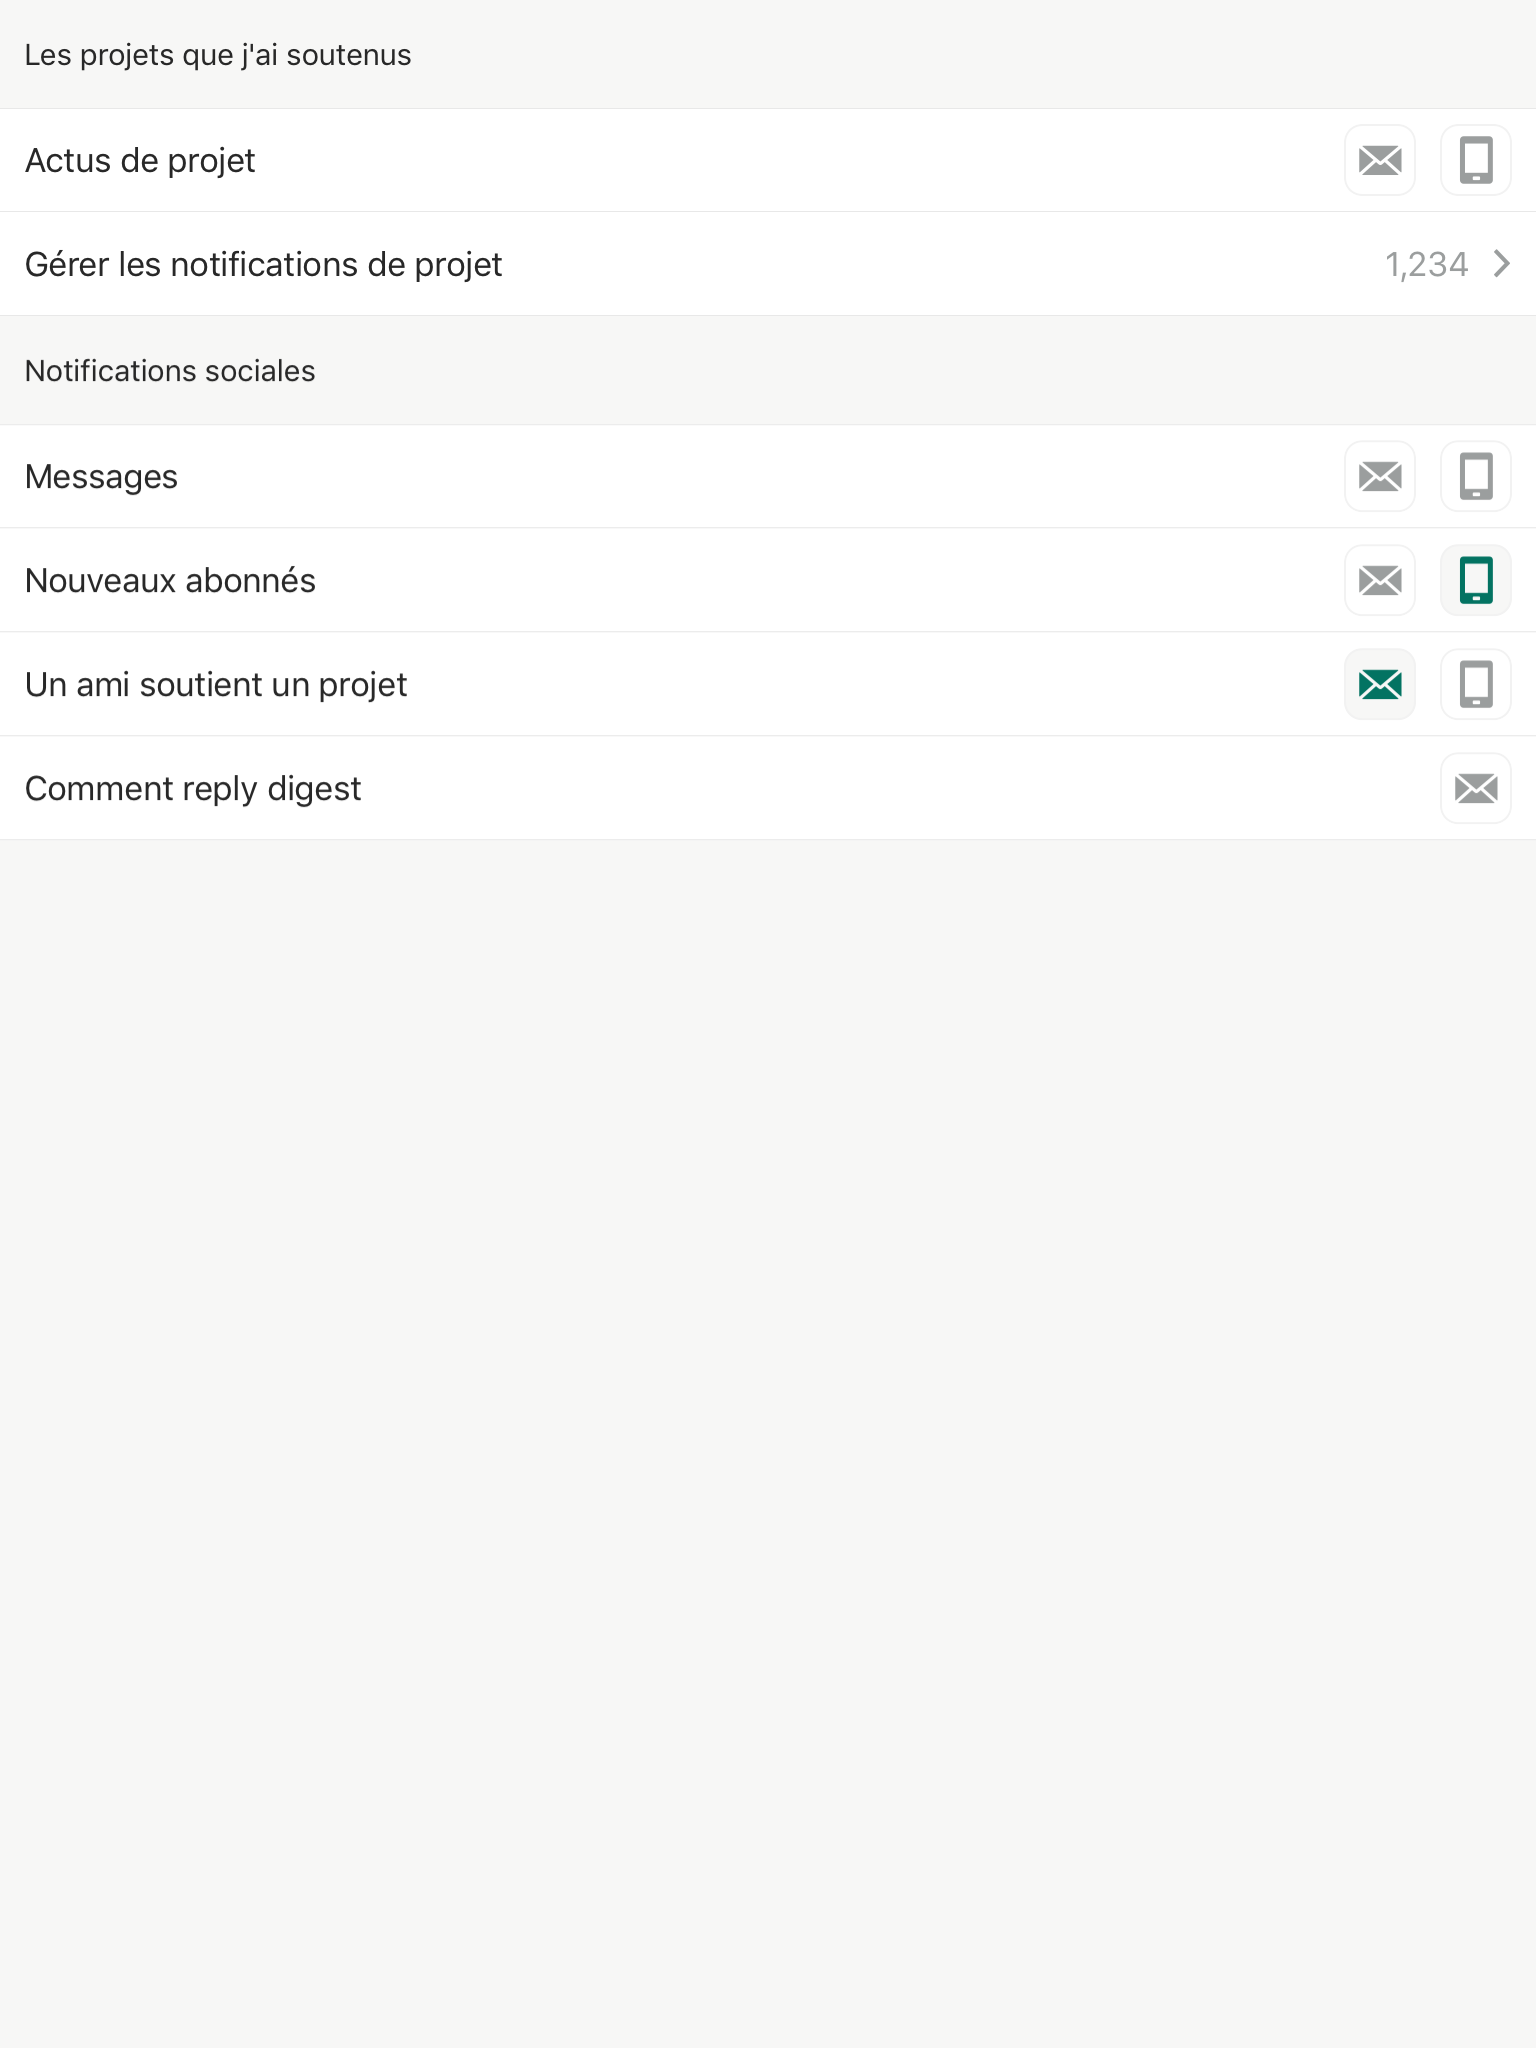 Les projets que j'ai soutenus
Actus de projet
Gérer les notifications de projet 1,234
Notifications sociales
Messages
Nouveaux abonnés
Un ami soutient un projet
Comment reply digest